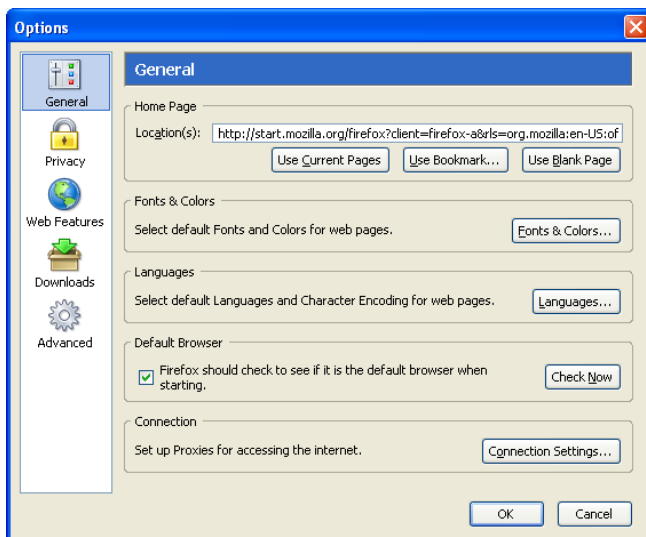 Options
General
Privacy
Web Features
Downloads
Advanced
General
Home Page
Location(s): http://start.mozilla.org/firefox?client=firefox-a&rls=org.mozilla:en-US:of
Use Current Pages Use Bookmark... Use Blank Page
Fonts & Colors
Select default Fonts and Colors for web pages. Fonts & Colors...
Languages
Select default Languages and Character Encoding for web pages. Languages...
Default Browser
Firefox should check to see if it is the default browser when
starting.
Check Now
Connection
Set up Proxies for accessing the internet. Connection Settings...
OK Cancel